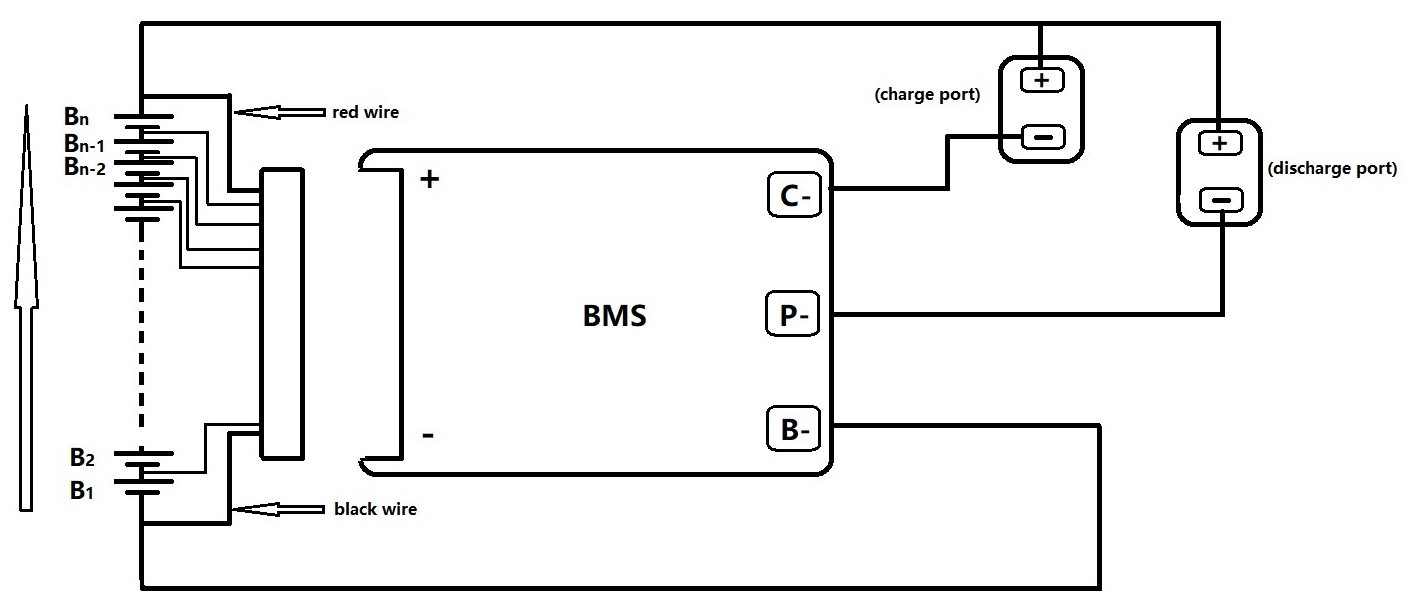 Bn
Bn-1
Bn-2
red wire
(charge port)
+
-
+
-
(discharge port)
+
-
BMS
C-
P-
B-
B2
B1
black wire